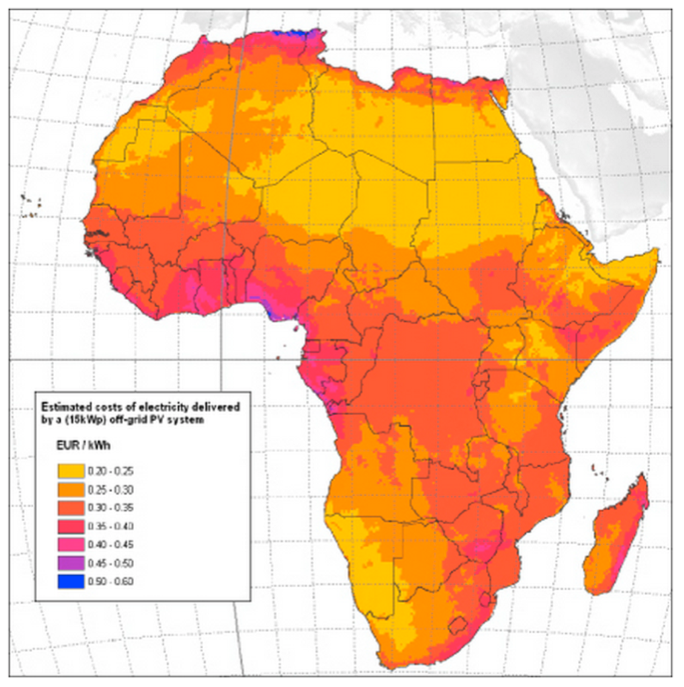 Estimated costs of electricity delivered
by a (15kWp) off-grid PV system
EUR / kWh
0.20 - 0.25
0.25 - 0.30
0.30 - 0.35
0.35 - 0.40
0.40 - 0.45
0.45 - 0.50
0.50 - 0.60